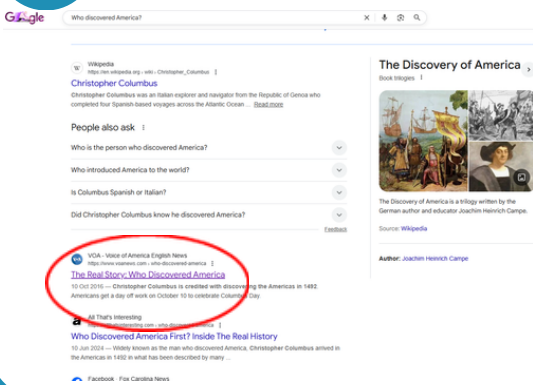 Google
Who discovered America?
Wikipedia
https://en.wikipedia.org › wiki › Christopher_Columbus
Christopher Columbus
Christopher Columbus was an Italian explorer and navigator from the Republic of Genoa who
completed four Spanish-based voyages across the Atlantic Ocean ... Read more
People also ask
Who is the person who discovered America?
Who introduced America to the world?
Is Columbus Spanish or Italian?
Did Christopher Columbus know he discovered America?
Feedback
VOA - Voice of America English News
https://www.voanews.com › who-discovered-america
The Real Story: Who Discovered America
10 Oct 2016 — Christopher Columbus is credited with discovering the Americas in 1492.
Americans get a day off work on October 10 to celebrate Columbus Day
a
All That's Interesting
Who Discovered America First? Inside The Real History
10 Jun 2024 — Widely known as the man who discovered America, Christopher Columbus arrived in
the Americas in 1492 in what has been described by many ...
Facebook · Fox Carolina News
The Discovery of America
Book trilogies
The Discovery of America is a trilogy written by the
German author and educator Joachim Heinrich Campe.
Source: Wikipedia
Author: Joachim Heinrich Campe